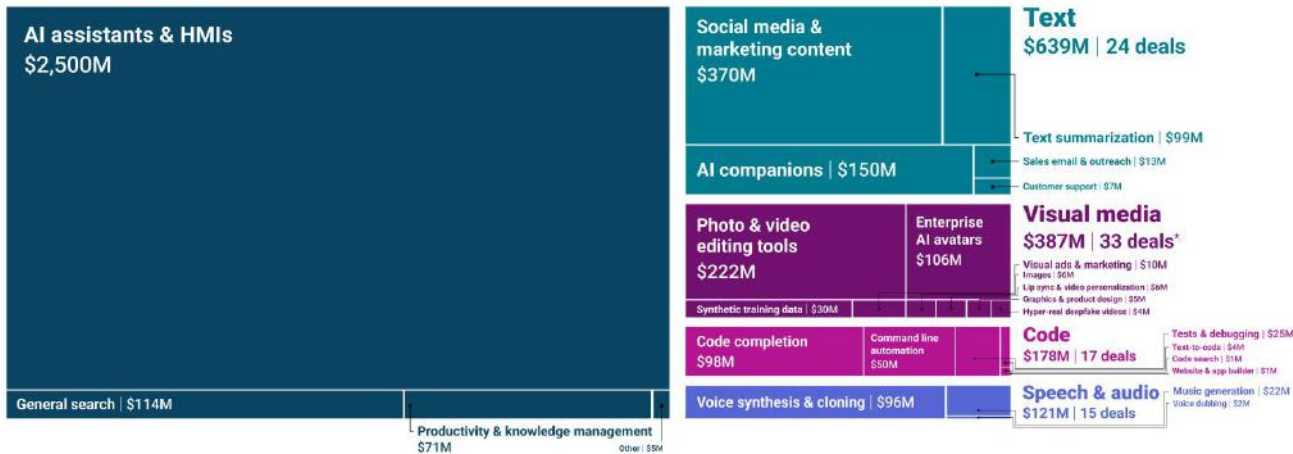 AI assistants & HMIs
$2,500M
General search | $114M
Productivity & knowledge management
$71M
Other | $5M
Social media &
marketing content
$370M
AI companions | $150M
Text
$639M | 24 deals
Text summarization | $99M
Sales email & outreach | $13M
Customer support | $7M
Photo & video
editing tools
$222M
Enterprise
AI avatars
$106M
Synthetic training data | $30M
Visual media
$387M | 33 deals*
Visual ads & marketing | $10M
Images | $6M
Lip sync & video personalization | $6M
Graphics & product design | $5M
Hyper-real deepfake videos | $4M
Code completion
$98M
Command line
automation
$50M
Code
$178M | 17 deals
Tests & debugging | $25M
Text-to-code | $4M
Code search | $1M
Website & app builder | $1M
Voice synthesis & cloning | $96M
Speech & audio
$121M | 15 deals
Music generation | $22M
Voice dubbing | $2M